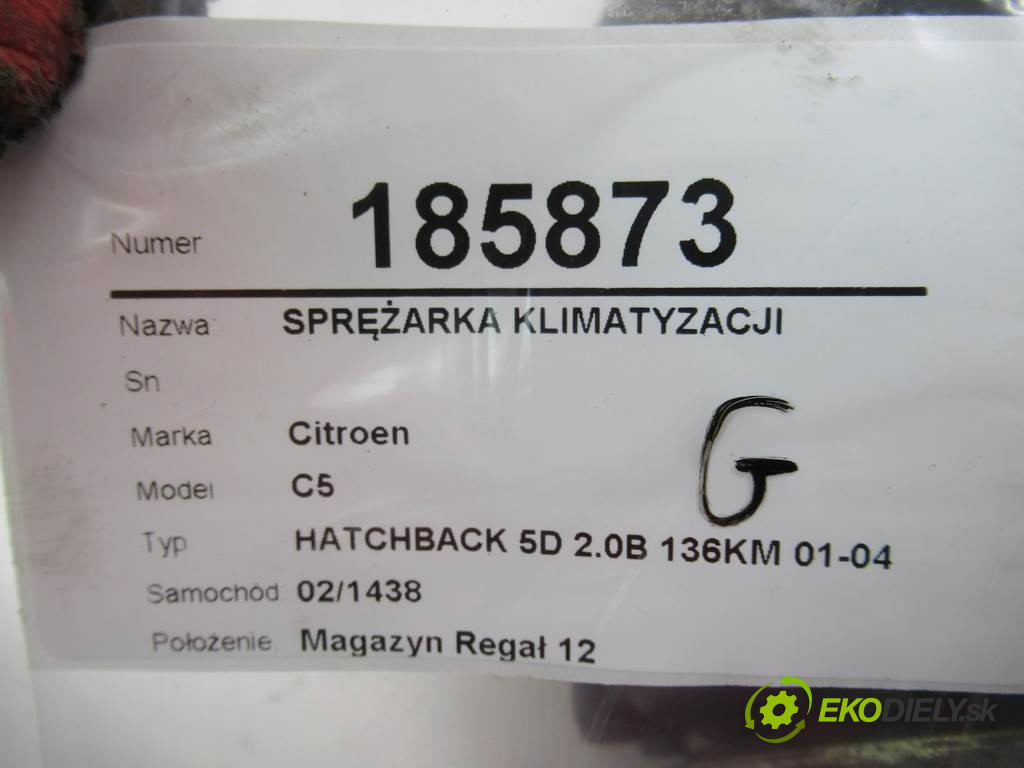 Numer 185873
Nazwa SPRĘŻARKA KLIMATYZACJI
Sn
Marka Citroen
Model C5
G
Typ HATCHBACK 5D 2.0B 136KM 01-04
Samochód 02/1438
Położenie Magazyn Regał 12
EKODIELY.sk